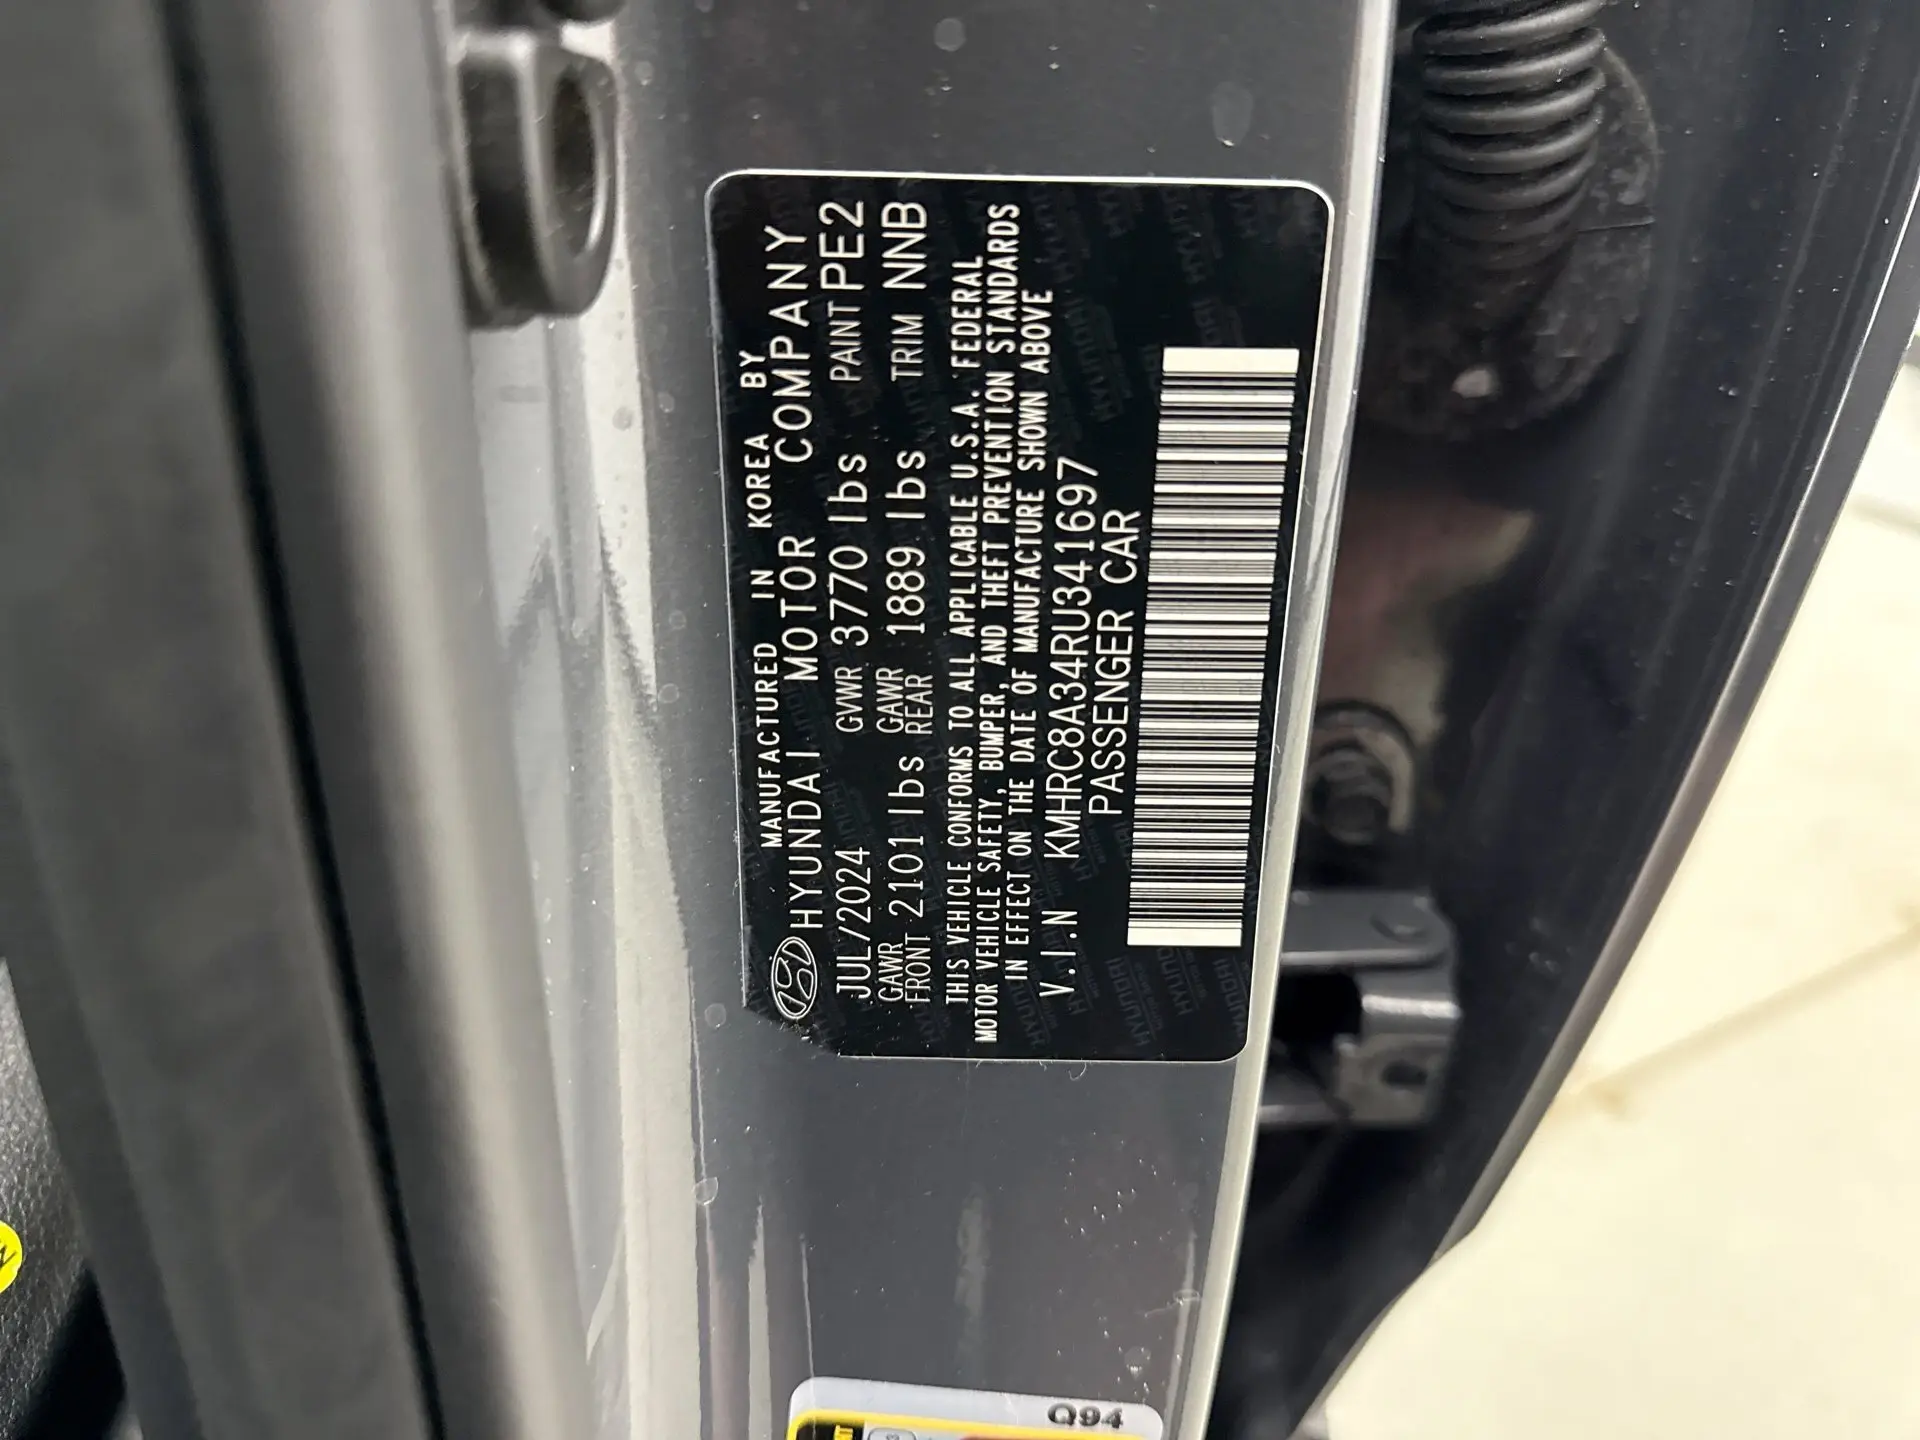 MANUFACTURED IN KOREA BY
HYUNDAI MOTOR COMPANY
JUL/2024 GVWR 3770 lbs PAINT PE2
GAWR FRONT 2101 lbs GAWR REAR 1889 lbs TRIM NNB
THIS VEHICLE CONFORMS TO ALL APPLICABLE U.S.A. FEDERAL
MOTOR VEHICLE SAFETY, BUMPER, AND THEFT PREVENTION STANDARDS
IN EFFECT ON THE DATE OF MANUFACTURE SHOWN ABOVE
V.I.N KMHRC8A34RU341697
PASSENGER CAR
Q94